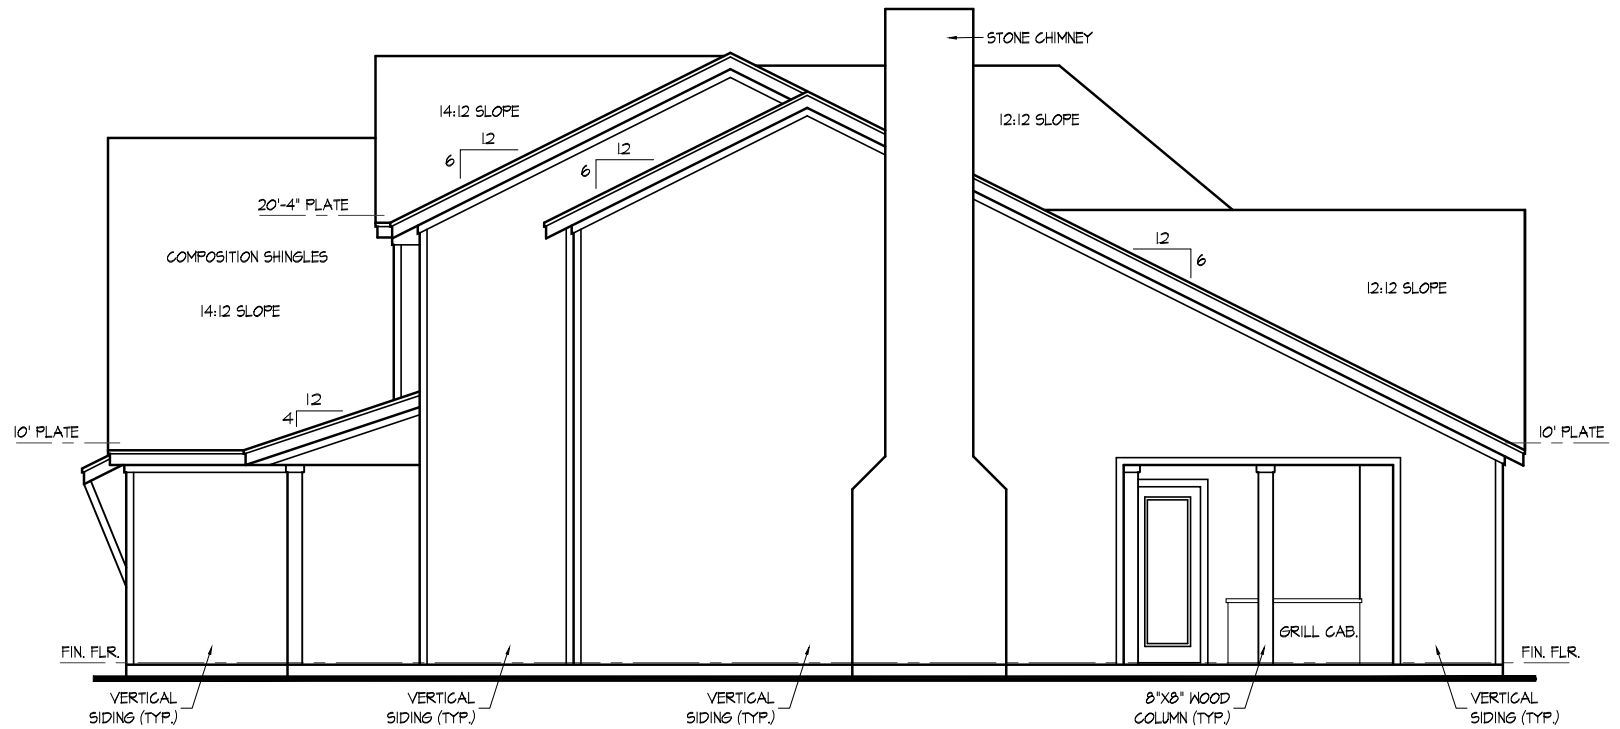 STONE CHIMNEY
14:12 SLOPE
12:12 SLOPE
12
6
12
6
20'-4" PLATE
COMPOSITION SHINGLES
12
6
12:12 SLOPE
14:12 SLOPE
12
4
10' PLATE
10' PLATE
GRILL CAB.
FIN. FLR.
FIN. FLR.
VERTICAL
SIDING (TYP.)
VERTICAL
SIDING (TYP.)
VERTICAL
SIDING (TYP.)
8"X8" WOOD
COLUMN (TYP.)
VERTICAL
SIDING (TYP.)